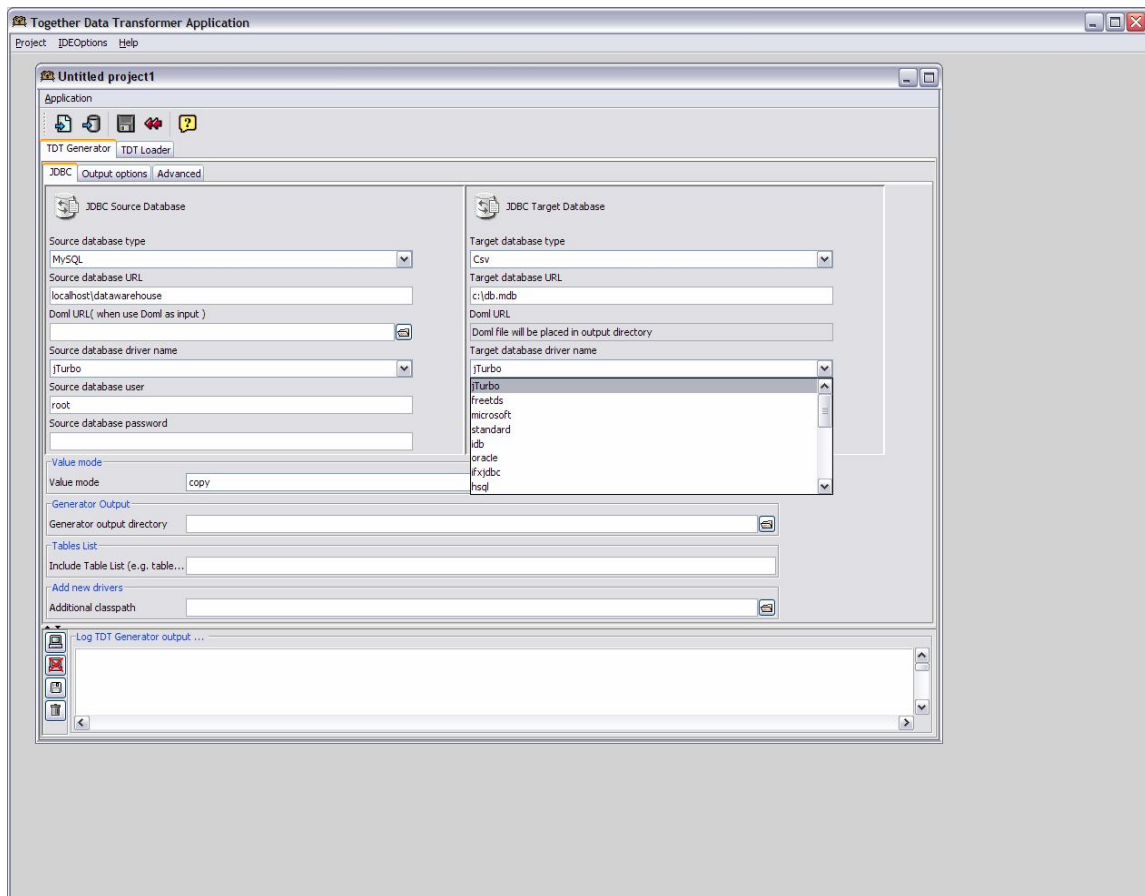 Together Data Transformer Application
Project IDEOptions Help
Untitled project1
Application
TDT Generator TDT Loader
JDBC Output options Advanced
JDBC Source Database
Source database type
MySQL
Source database URL
localhost\datawarehouse
Doml URL( when use Doml as input )
Source database driver name
jTurbo
Source database user
root
Source database password
JDBC Target Database
Target database type
Csv
Target database URL
c:\db.mdb
Doml URL
Doml file will be placed in output directory
Target database driver name
jTurbo
jTurbo
freetds
microsoft
standard
idb
oracle
ifxjdbc
hsql
Value mode
Value mode copy
Generator Output
Generator output directory
Tables List
Include Table List (e.g. table...
Add new drivers
Additional classpath
Log TDT Generator output ...